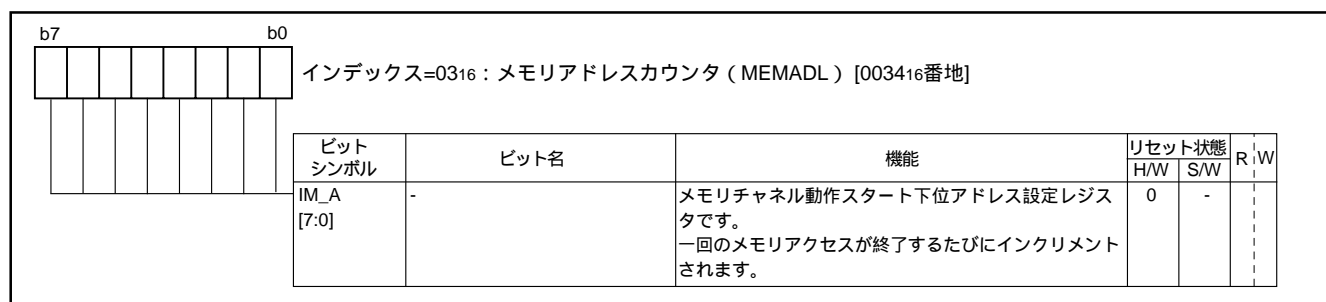 b7 b0
インデックス=0316:メモリアドレスカウンタ(MEMADL)[003416番地]
ビット
シンボル
ビット名
機能
リセット状態
H/W S/W
R W
IM_A
[7:0]
-
メモリチャネル動作スタート下位アドレス設定レジス
タです。
一回のメモリアクセスが終了するたびにインクリメント
されます。
0 -